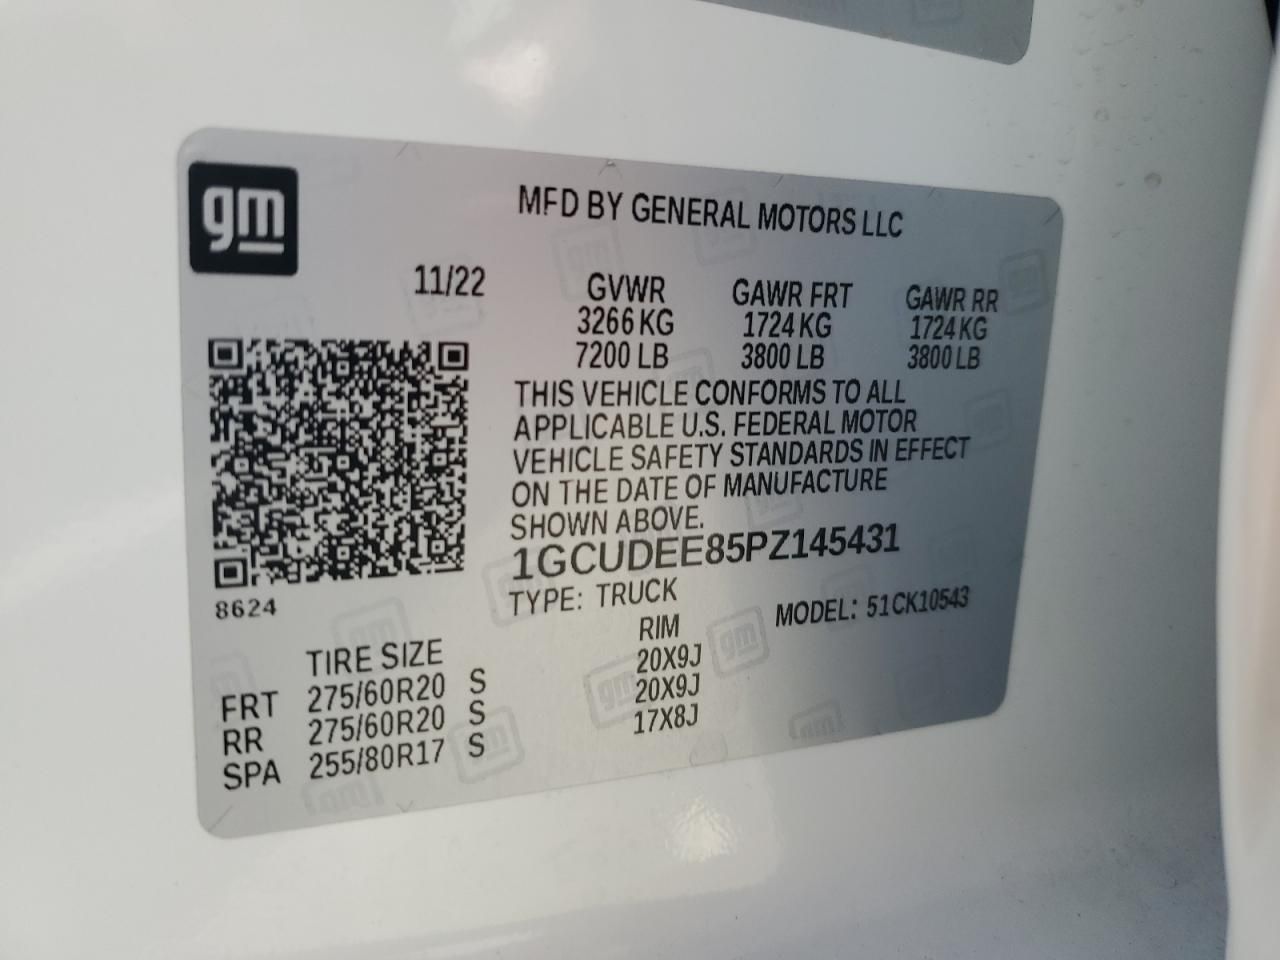 gm
MFD BY GENERAL MOTORS LLC
11/22 GVWR GAWR FRT GAWR RR
3266 KG 1724 KG 1724 KG
7200 LB 3800 LB 3800 LB
THIS VEHICLE CONFORMS TO ALL
APPLICABLE U.S. FEDERAL MOTOR
VEHICLE SAFETY STANDARDS IN EFFECT
ON THE DATE OF MANUFACTURE
SHOWN ABOVE.
1GCUDEE85PZ145431
8624 TYPE: TRUCK MODEL: 51CK10543
TIRE SIZE RIM
FRT 275/60R20 S 20X9J
RR 275/60R20 S 20X9J
SPA 255/80R17 S 17X8J